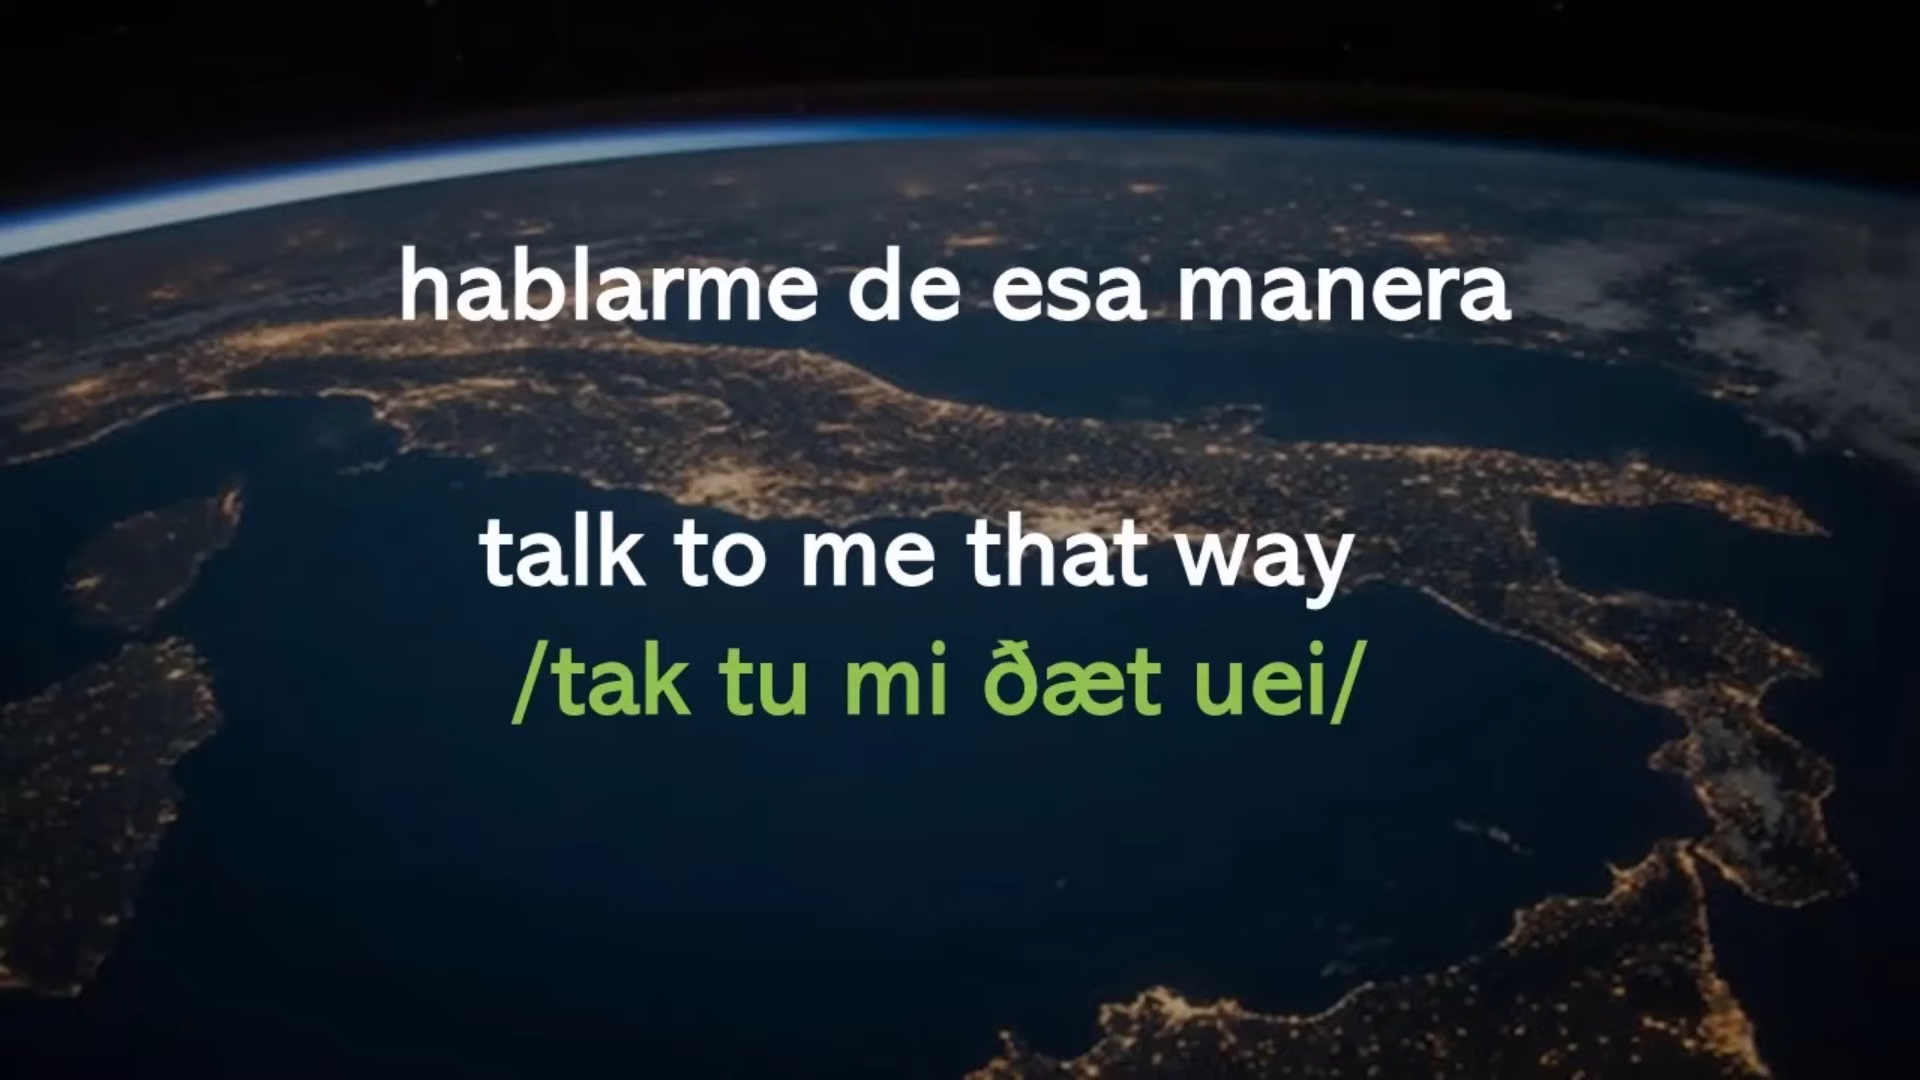 hablarme de esa manera
talk to me that way
/tak tu mi ðæt uei/